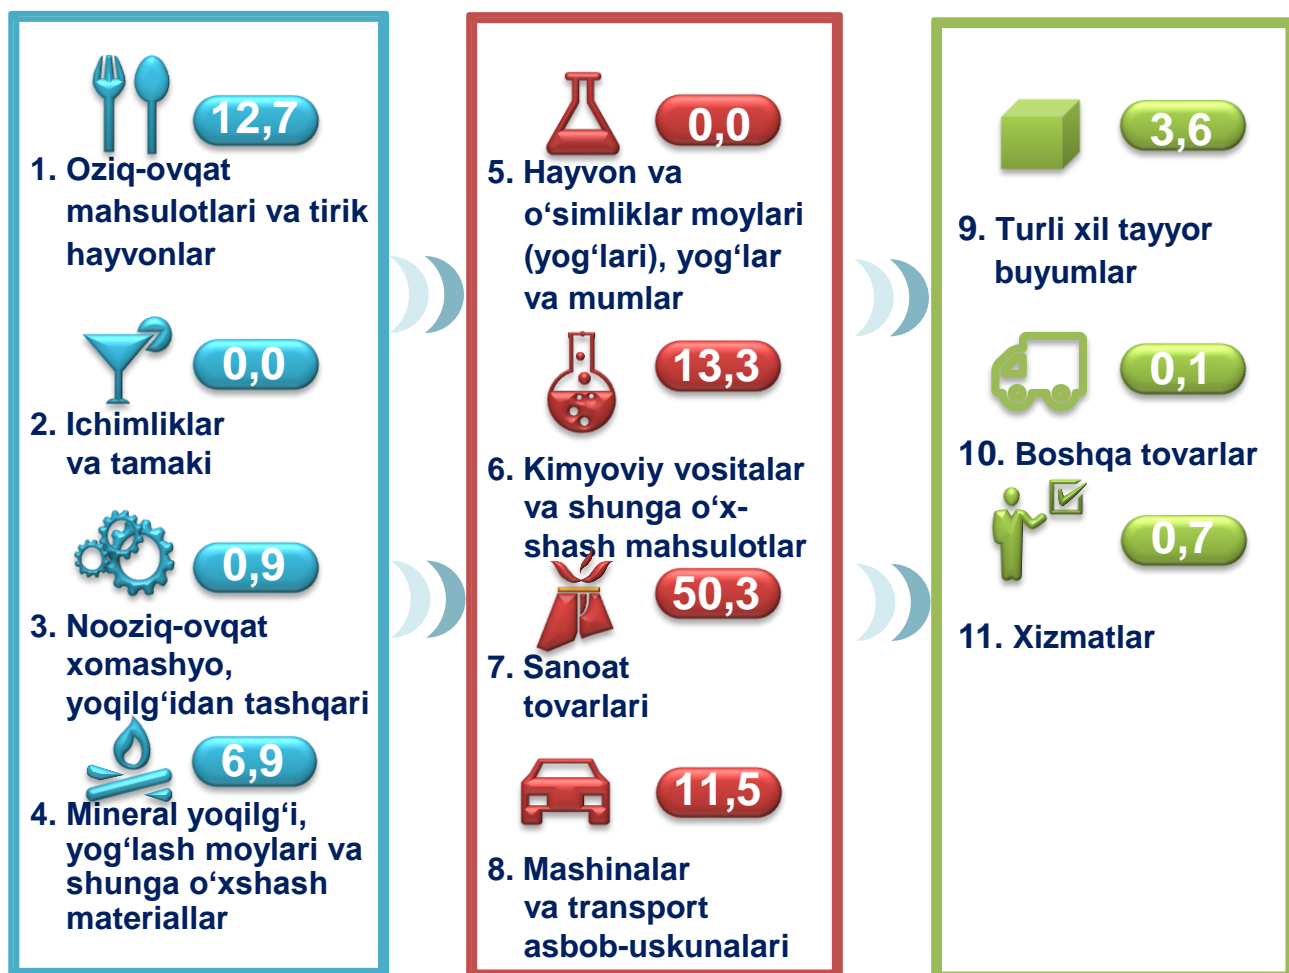 12,7
1. Oziq-ovqat
mahsulotlari va tirik
hayvonlar
0,0
2. Ichimliklar
va tamaki
0,9
3. Nooziq-ovqat
xomashyo,
yoqilg‘idan tashqari
6,9
4. Mineral yoqilg‘i,
yog‘lash moylari va
shunga o‘xshash
materiallar
0,0
5. Hayvon va
o‘simliklar moylari
(yog‘lari), yog‘lar
va mumlar
13,3
6. Kimyoviy vositalar
va shunga o‘x-
shash mahsulotlar
50,3
7. Sanoat
tovarlari
11,5
8. Mashinalar
va transport
asbob-uskunalari
3,6
9. Turli xil tayyor
buyumlar
0,1
10. Boshqa tovarlar
0,7
11. Xizmatlar